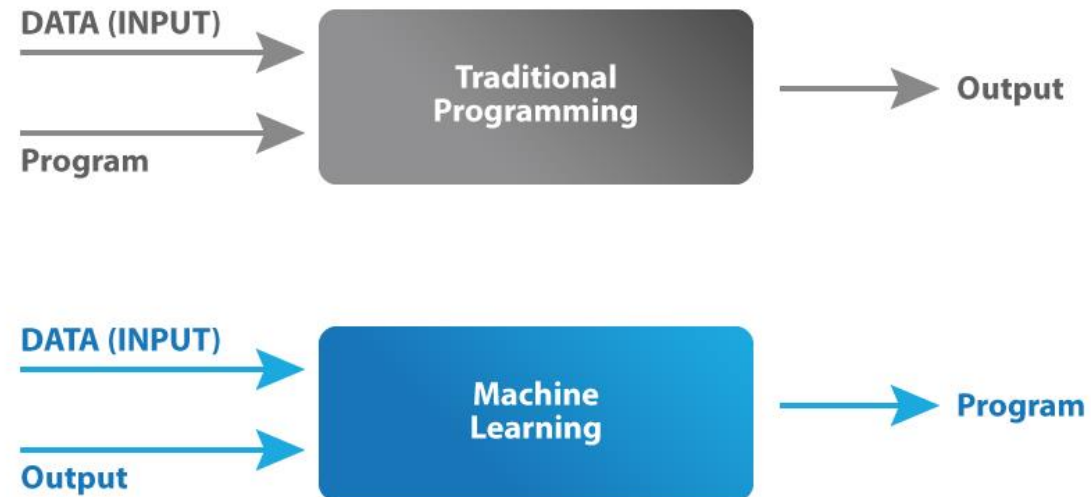 DATA (INPUT)
Traditional
Programming
Output
Program
DATA (INPUT)
Machine
Learning
Program
Output